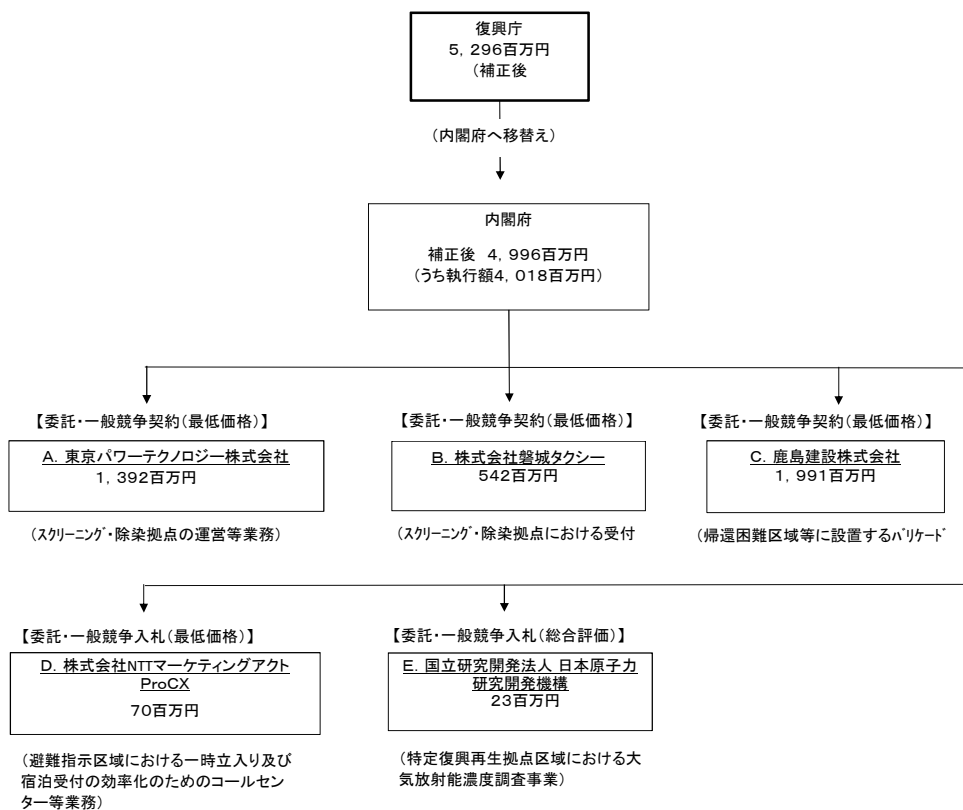 復興庁
5，296百万円
(補正後
(内閣府へ移替え)
内閣府
補正後 4，996百万円
(うち執行額4，018百万円)
【委託・一般競争契約(最低価格)】
A. 東京パワーテクノロジー株式会社
1，392百万円
(ｽｸﾘｰﾆﾝｸﾞ・除染拠点の運営等業務)
【委託・一般競争契約(最低価格)】
B. 株式会社磐城タクシー
542百万円
(ｽｸﾘｰﾆﾝｸﾞ・除染拠点における受付
【委託・一般競争契約(最低価格)】
C. 鹿島建設株式会社
1，991百万円
(帰還困難区域等に設置するﾊﾞﾘｹｰﾄﾞ
【委託・一般競争入札(最低価格)】
D. 株式会社NTTマーケティングアクト
ProCX
70百万円
(避難指示区域における一時立入り及び
宿泊受付の効率化のためのコールセン
ター等業務)
【委託・一般競争入札(総合評価)】
E. 国立研究開発法人 日本原子力
研究開発機構
23百万円
(特定復興再生拠点区域における大
気放射能濃度調査事業)